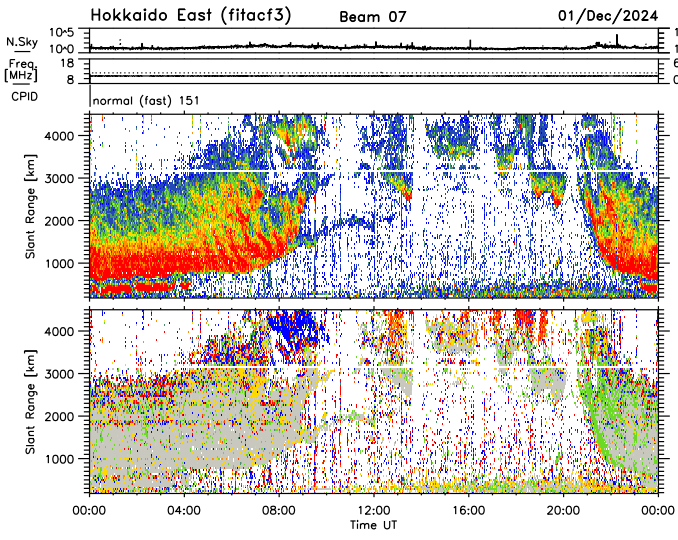 Hokkaido East (fitacf3) Beam 07 01/Dec/2024
10^5
N.Sky
10^0
Freq. 18
[MHz] 8
CPID
normal (fast) 151
4000
3000
2000
1000
Slant Range [km]
4000
3000
2000
1000
Slant Range [km]
00:00 04:00 08:00 12:00 16:00 20:00 00:00
Time UT